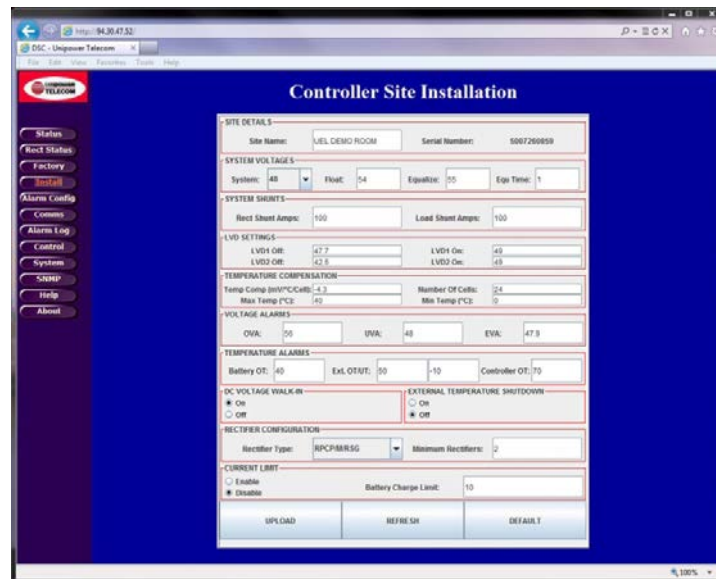 http://94.30.47.52/
DSC - Unipower Telecom
File Edit View Favorites Tools Help
UNIPOWER
TELECOM
Controller Site Installation
Status
Rect Status
Factory
Install
Alarm Config
Comms
Alarm Log
Control
System
SNMP
Help
About
SITE DETAILS
Site Name: UEL DEMO ROOM Serial Number: 5007260059
SYSTEM VOLTAGES
System: 48 Float: 54 Equalize: 55 Equ Time: 1
SYSTEM SHUNTS
Rect Shunt Amps: 100 Load Shunt Amps: 100
LVD SETTINGS
LVD1 Off: 47.7 LVD1 On: 49
LVD2 Off: 42.6 LVD2 On: 49
TEMPERATURE COMPENSATION
Temp Comp (mV/°C/Cell): -4.3 Number Of Cells: 24
Max Temp (°C): 40 Min Temp (°C): 0
VOLTAGE ALARMS
OVA: 56 UVA: 48 EVA: 47.9
TEMPERATURE ALARMS
Battery OT: 40 Ext. OT/UT: 50 -10 Controller OT: 70
DC VOLTAGE WALK-IN EXTERNAL TEMPERATURE SHUTDOWN
On On
Off Off
RECTIFIER CONFIGURATION
Rectifier Type: RPCP/M/RSG Minimum Rectifiers: 2
CURRENT LIMIT
Enable
Disable
Battery Charge Limit: 10
UPLOAD REFRESH DEFAULT
100%